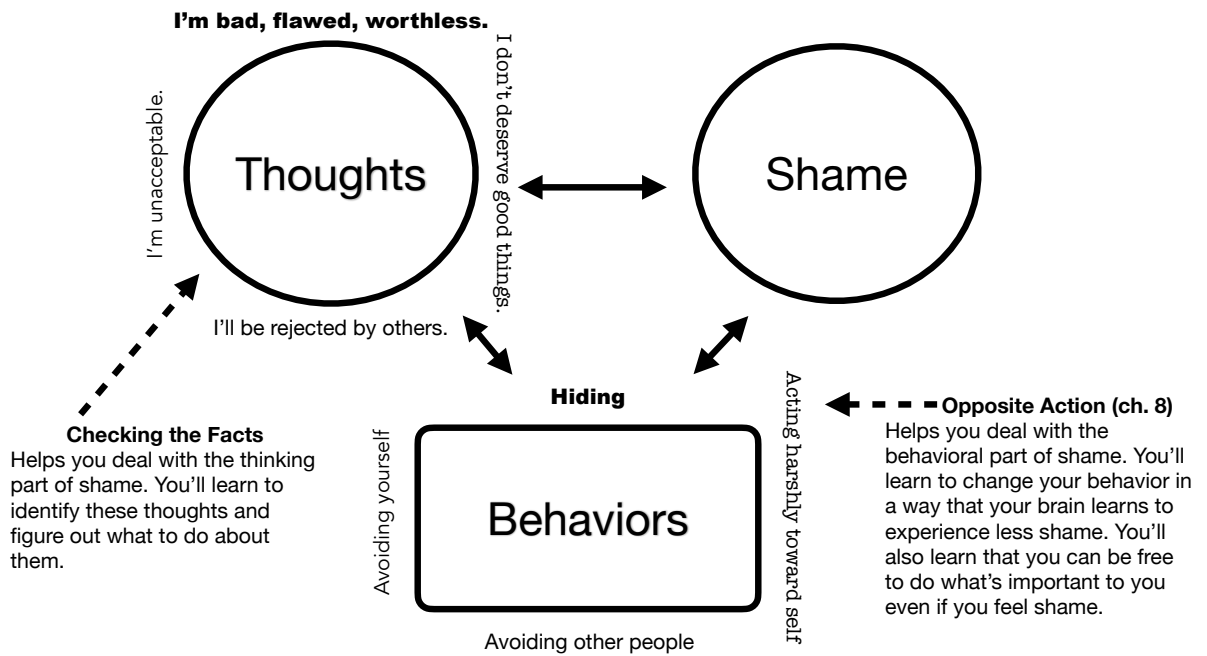 I'm bad, flawed, worthless.
I'm unacceptable.
Thoughts
I don't deserve good things.
Shame
I'll be rejected by others.
Checking the Facts
Helps you deal with the thinking
part of shame. You'll learn to
identify these thoughts and
figure out what to do about
them.
Hiding
Avoiding yourself
Behaviors
Acting harshly toward self
Avoiding other people
Opposite Action (ch. 8)
Helps you deal with the
behavioral part of shame. You'll
learn to change your behavior in
a way that your brain learns to
experience less shame. You'll
also learn that you can be free
to do what's important to you
even if you feel shame.